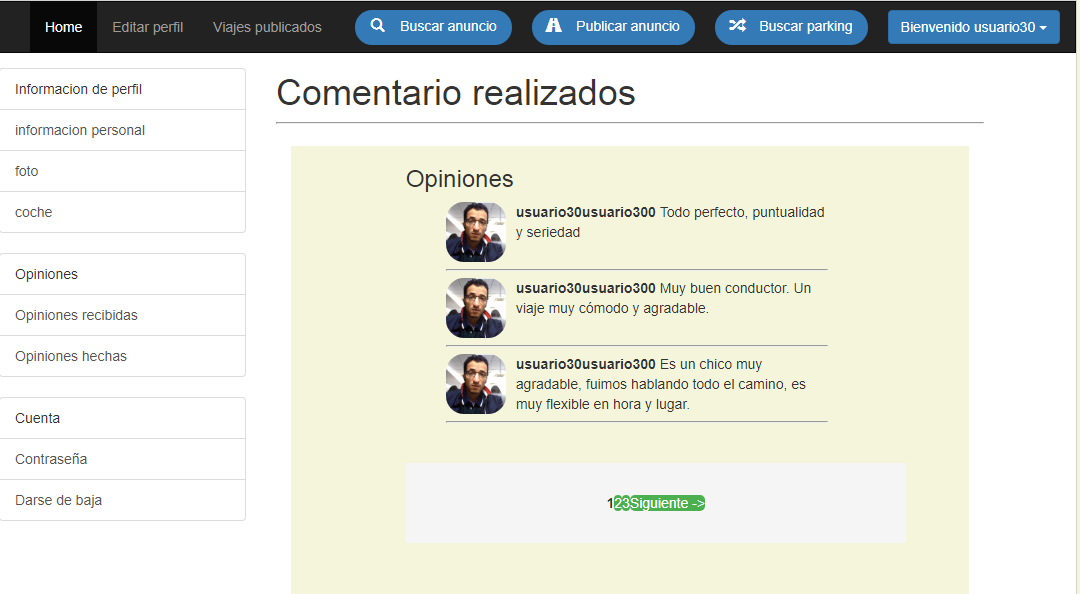 Home Editar perfil Viajes publicados Buscar anuncio Publicar anuncio Buscar parking Bienvenido usuario30
Informacion de perfil
informacion personal
foto
coche
Opiniones
Opiniones recibidas
Opiniones hechas
Cuenta
Contraseña
Darse de baja
Comentario realizados
Opiniones
usuario30usuario300 Todo perfecto, puntualidad
y seriedad
usuario30usuario300 Muy buen conductor. Un
viaje muy cómodo y agradable.
usuario30usuario300 Es un chico muy
agradable, fuimos hablando todo el camino, es
muy flexible en hora y lugar.
123Siguiente ->